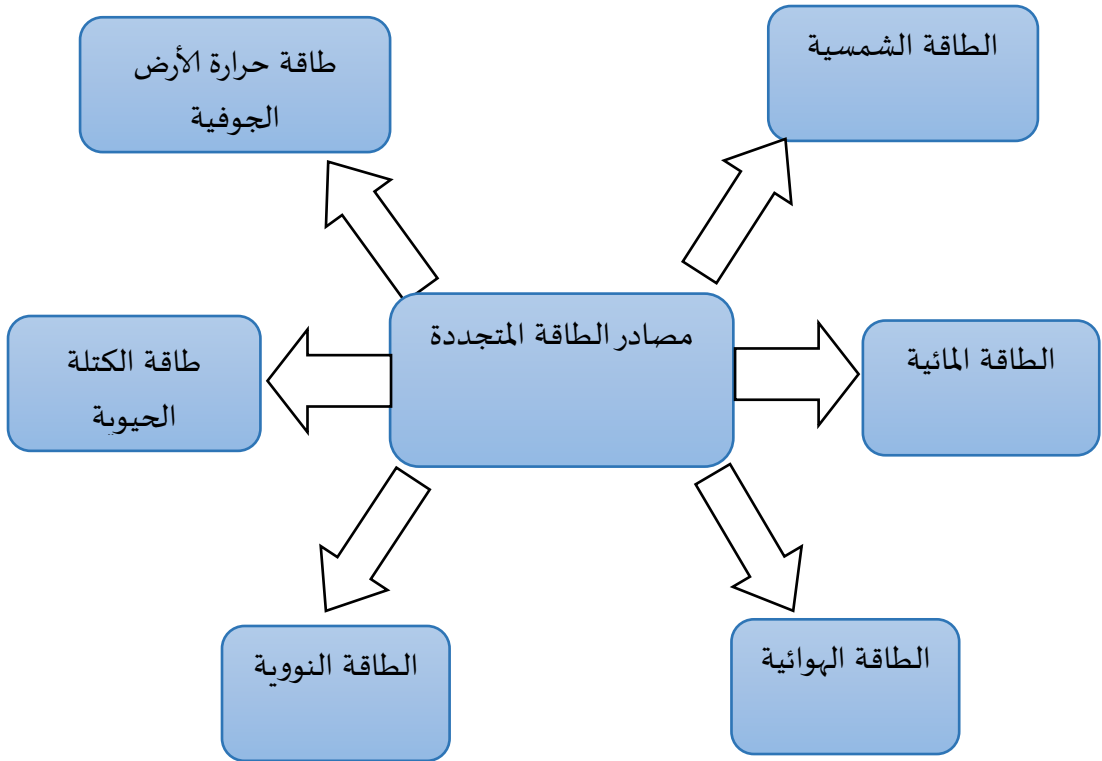 الطاقة الشمسية
طاقة حرارة الأرض
الجوفية
مصادر الطاقة المتجددة
الطاقة المائية
طاقة الكتلة
الحيوية
الطاقة الهوائية
الطاقة النووية